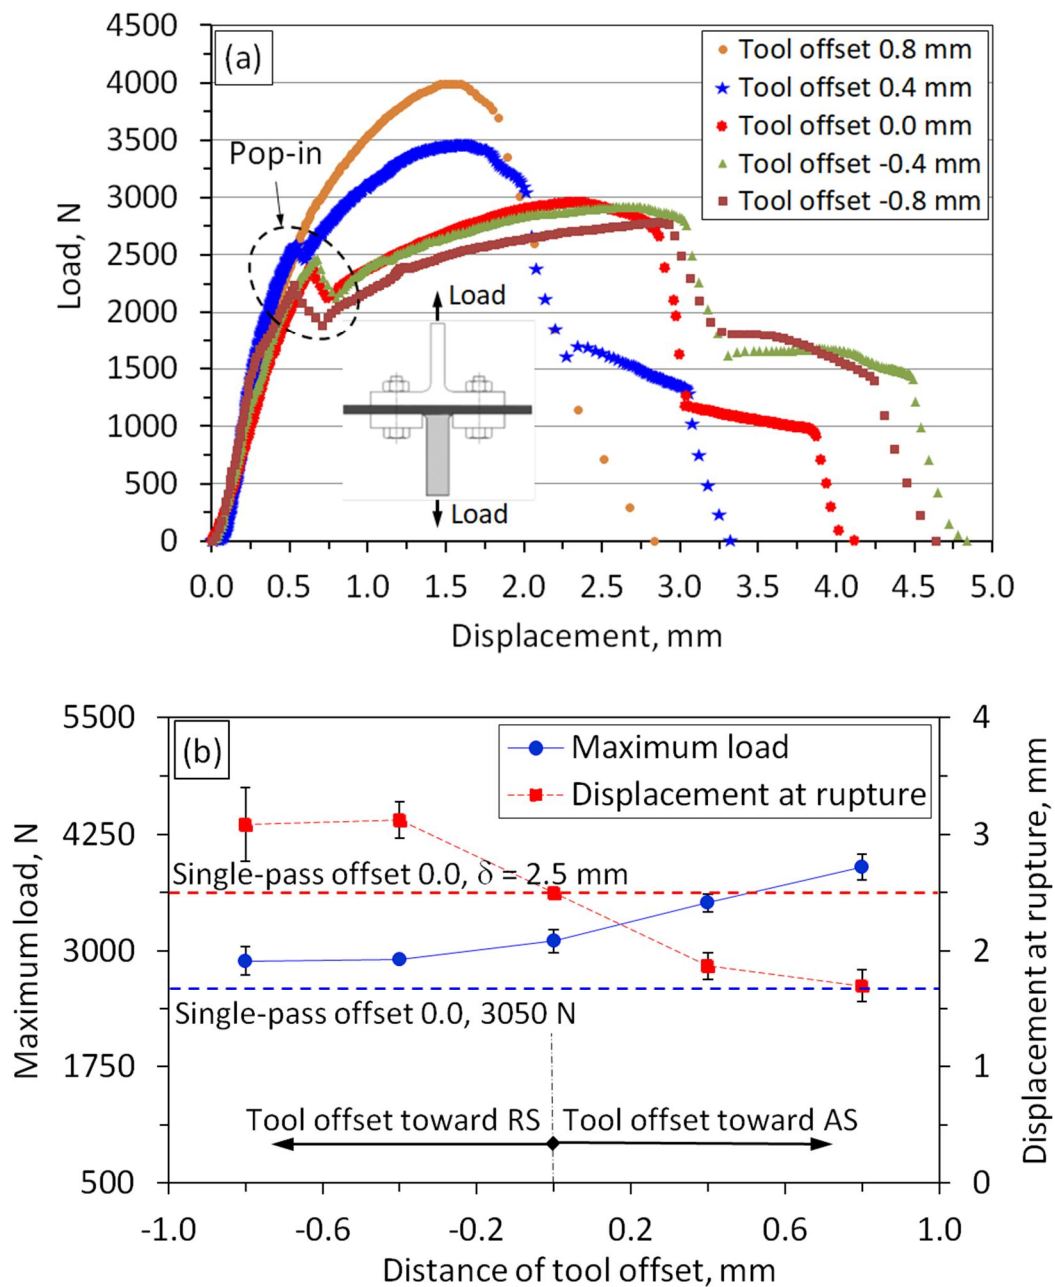 (a)
4500
4000
3500
3000
2500
2000
1500
1000
500
0
Load, N
Tool offset 0.8 mm
Tool offset 0.4 mm
Tool offset 0.0 mm
Tool offset -0.4 mm
Tool offset -0.8 mm
Pop-in
Load
Load
0.0 0.5 1.0 1.5 2.0 2.5 3.0 3.5 4.0 4.5 5.0
Displacement, mm
(b)
5500
4250
3000
1750
500
Maximum load, N
Maximum load
Displacement at rupture
4
3
2
1
0
Displacement at rupture, mm
Single-pass offset 0.0, δ = 2.5 mm
Single-pass offset 0.0, 3050 N
Tool offset toward RS
Tool offset toward AS
-1.0 -0.6 -0.2 0.2 0.6 1.0
Distance of tool offset, mm